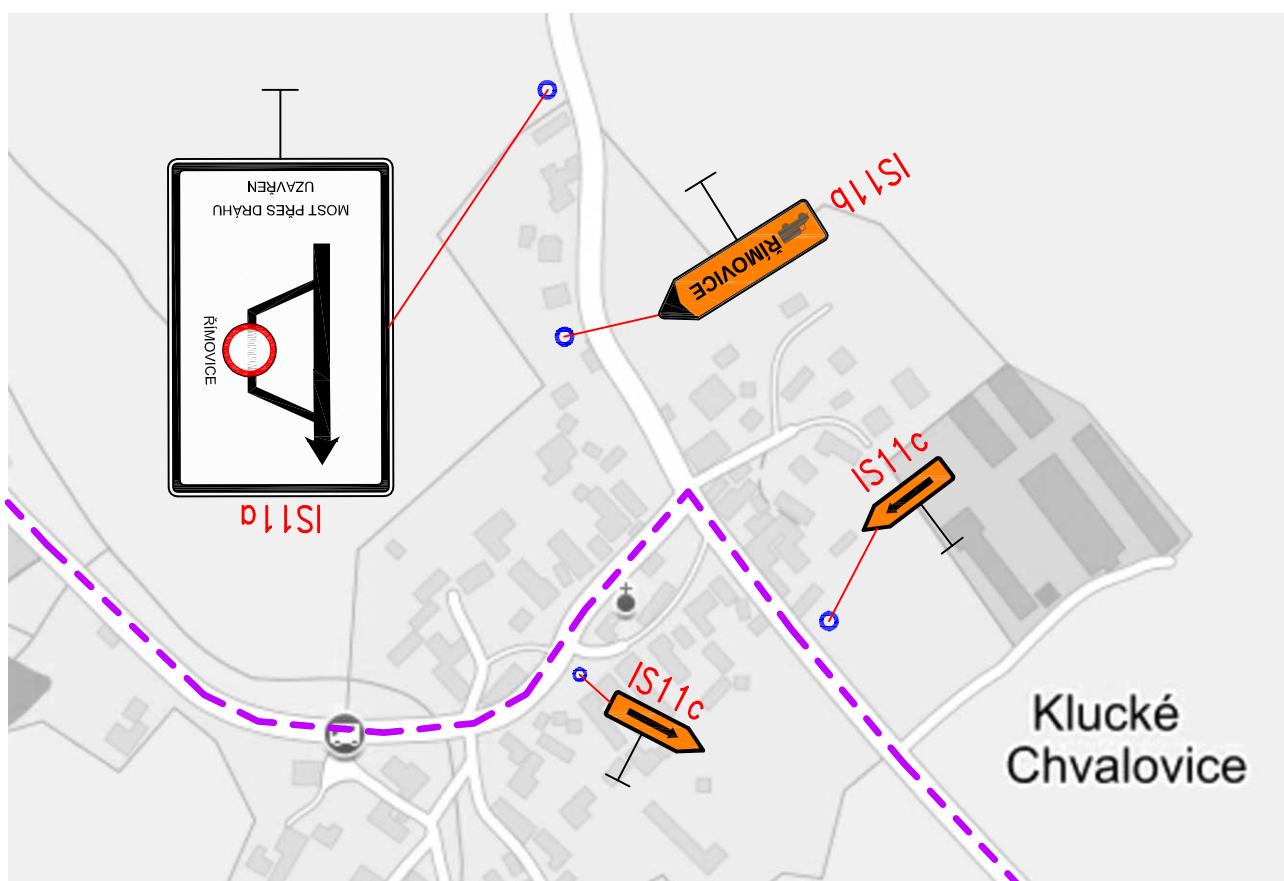 MOST PŘES DRÁHU
UZAVŘEN
ŘÍMOVICE
IS11a
IS11b
ŘÍMOVICE
IS11c
IS11c
Klucké
Chvalovice